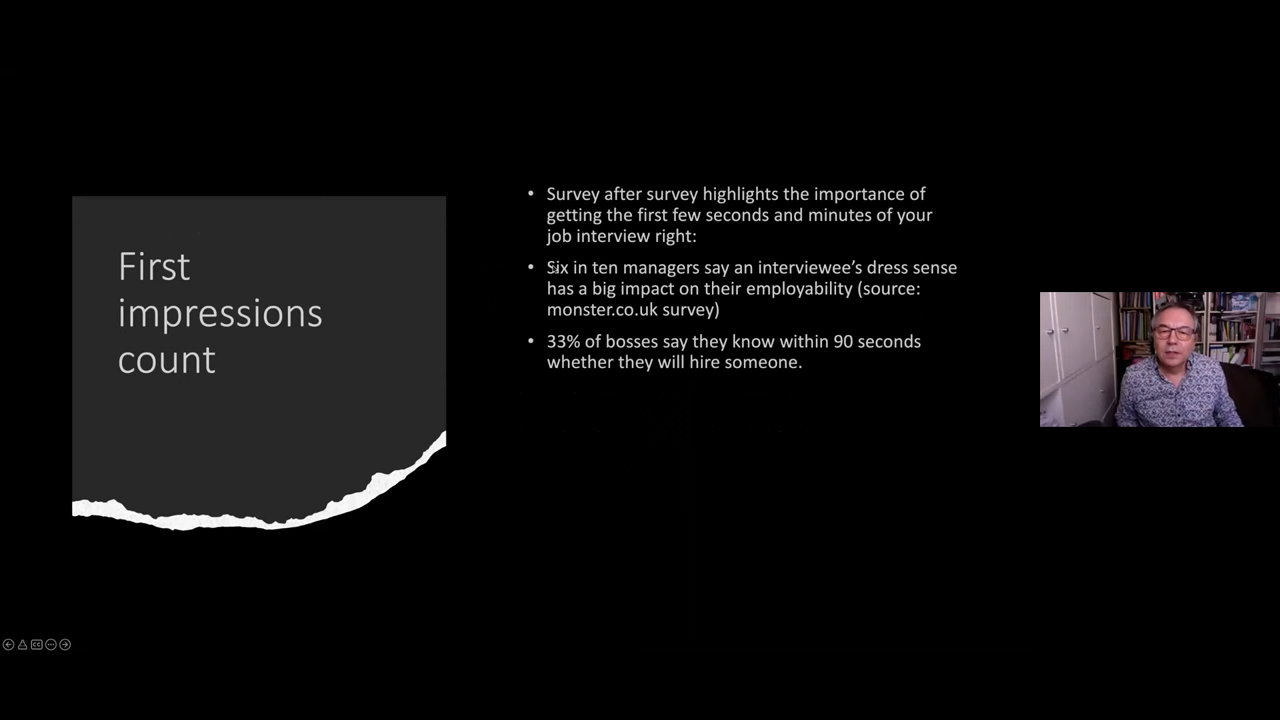 First
impressions
count
• Survey after survey highlights the importance of
getting the first few seconds and minutes of your
job interview right:
• Six in ten managers say an interviewee's dress sense
has a big impact on their employability (source:
monster.co.uk survey)
• 33% of bosses say they know within 90 seconds
whether they will hire someone.